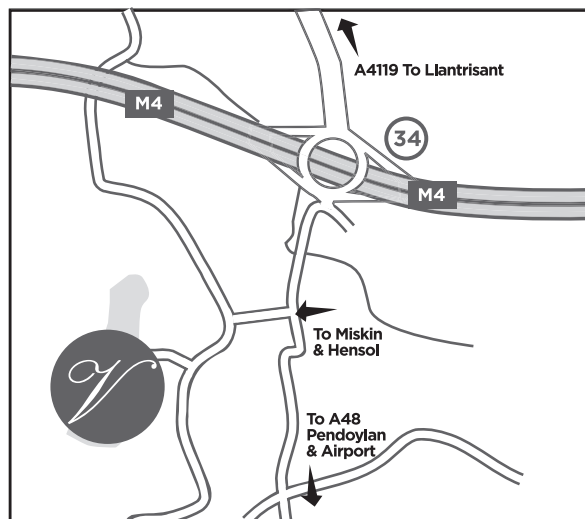 A4119 To Llantrisant
M4
34
M4
To Miskin
& Hensol
V
To A48
Pendoylan
& Airport